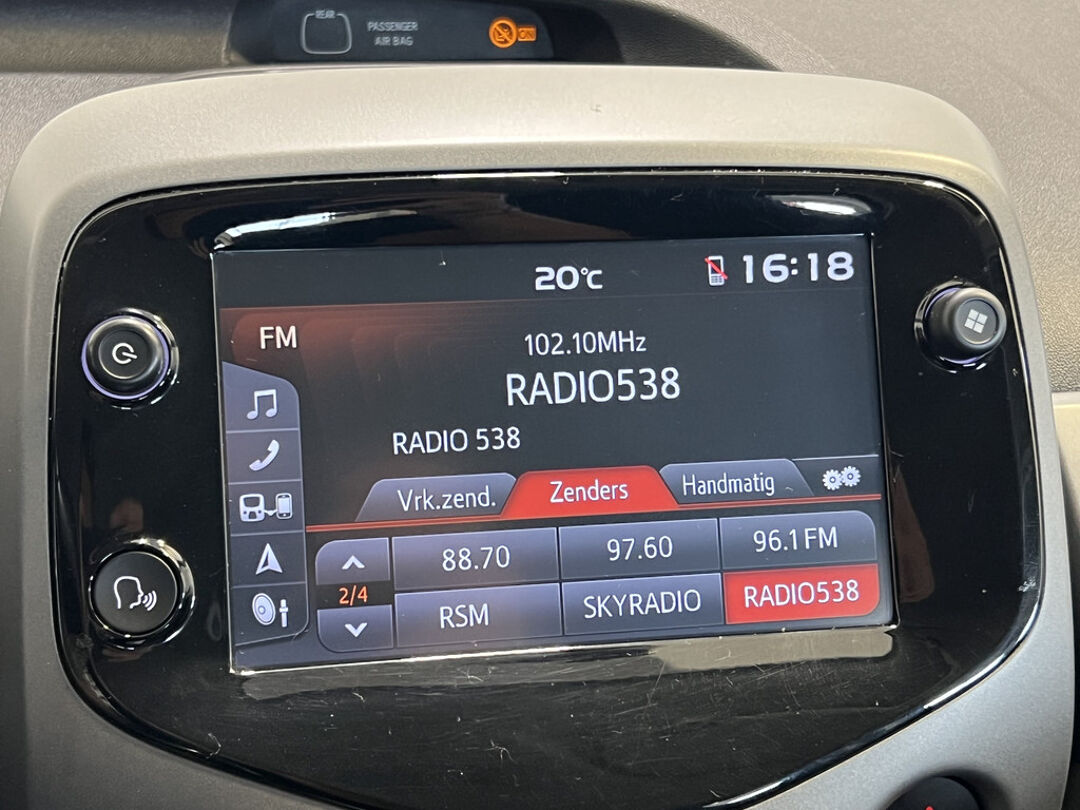 REAR
PASSENGER
AIR BAG
ON
20°C
16:18
FM
102.10MHz
RADIO538
RADIO 538
Vrk.zend.
Zenders
Handmatig
88.70
97.60
96.1 FM
2/4
RSM
SKYRADIO
RADIO538